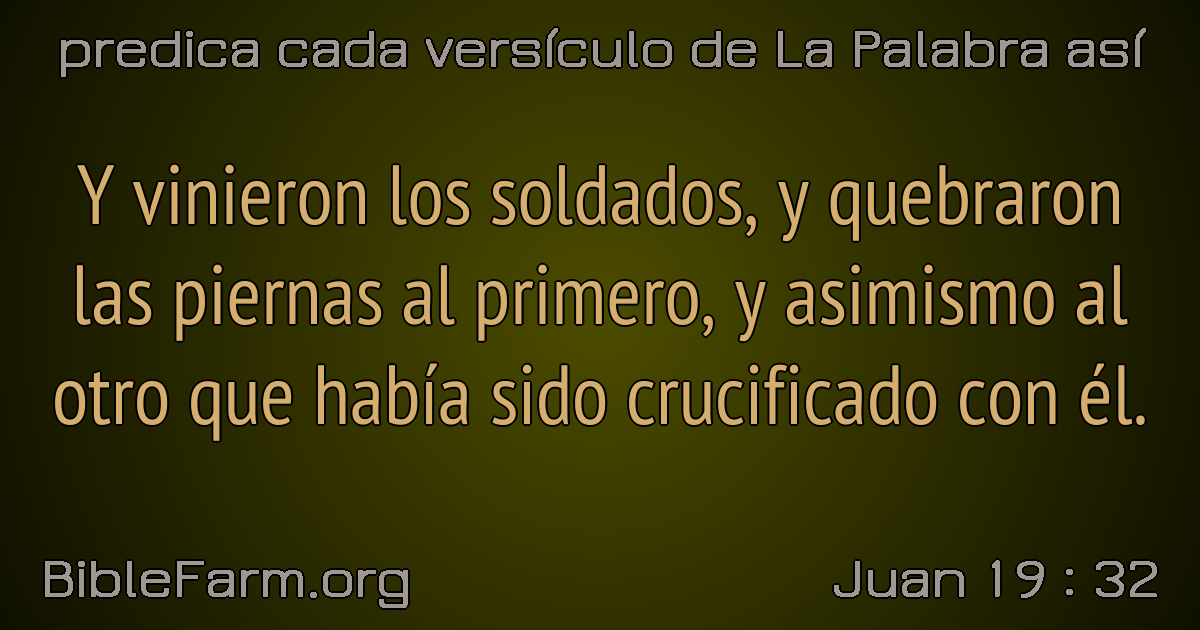 predica cada versículo de La Palabra así
Y vinieron los soldados, y quebraron
las piernas al primero, y asimismo al
otro que había sido crucificado con él.
BibleFarm.org
Juan 19 : 32